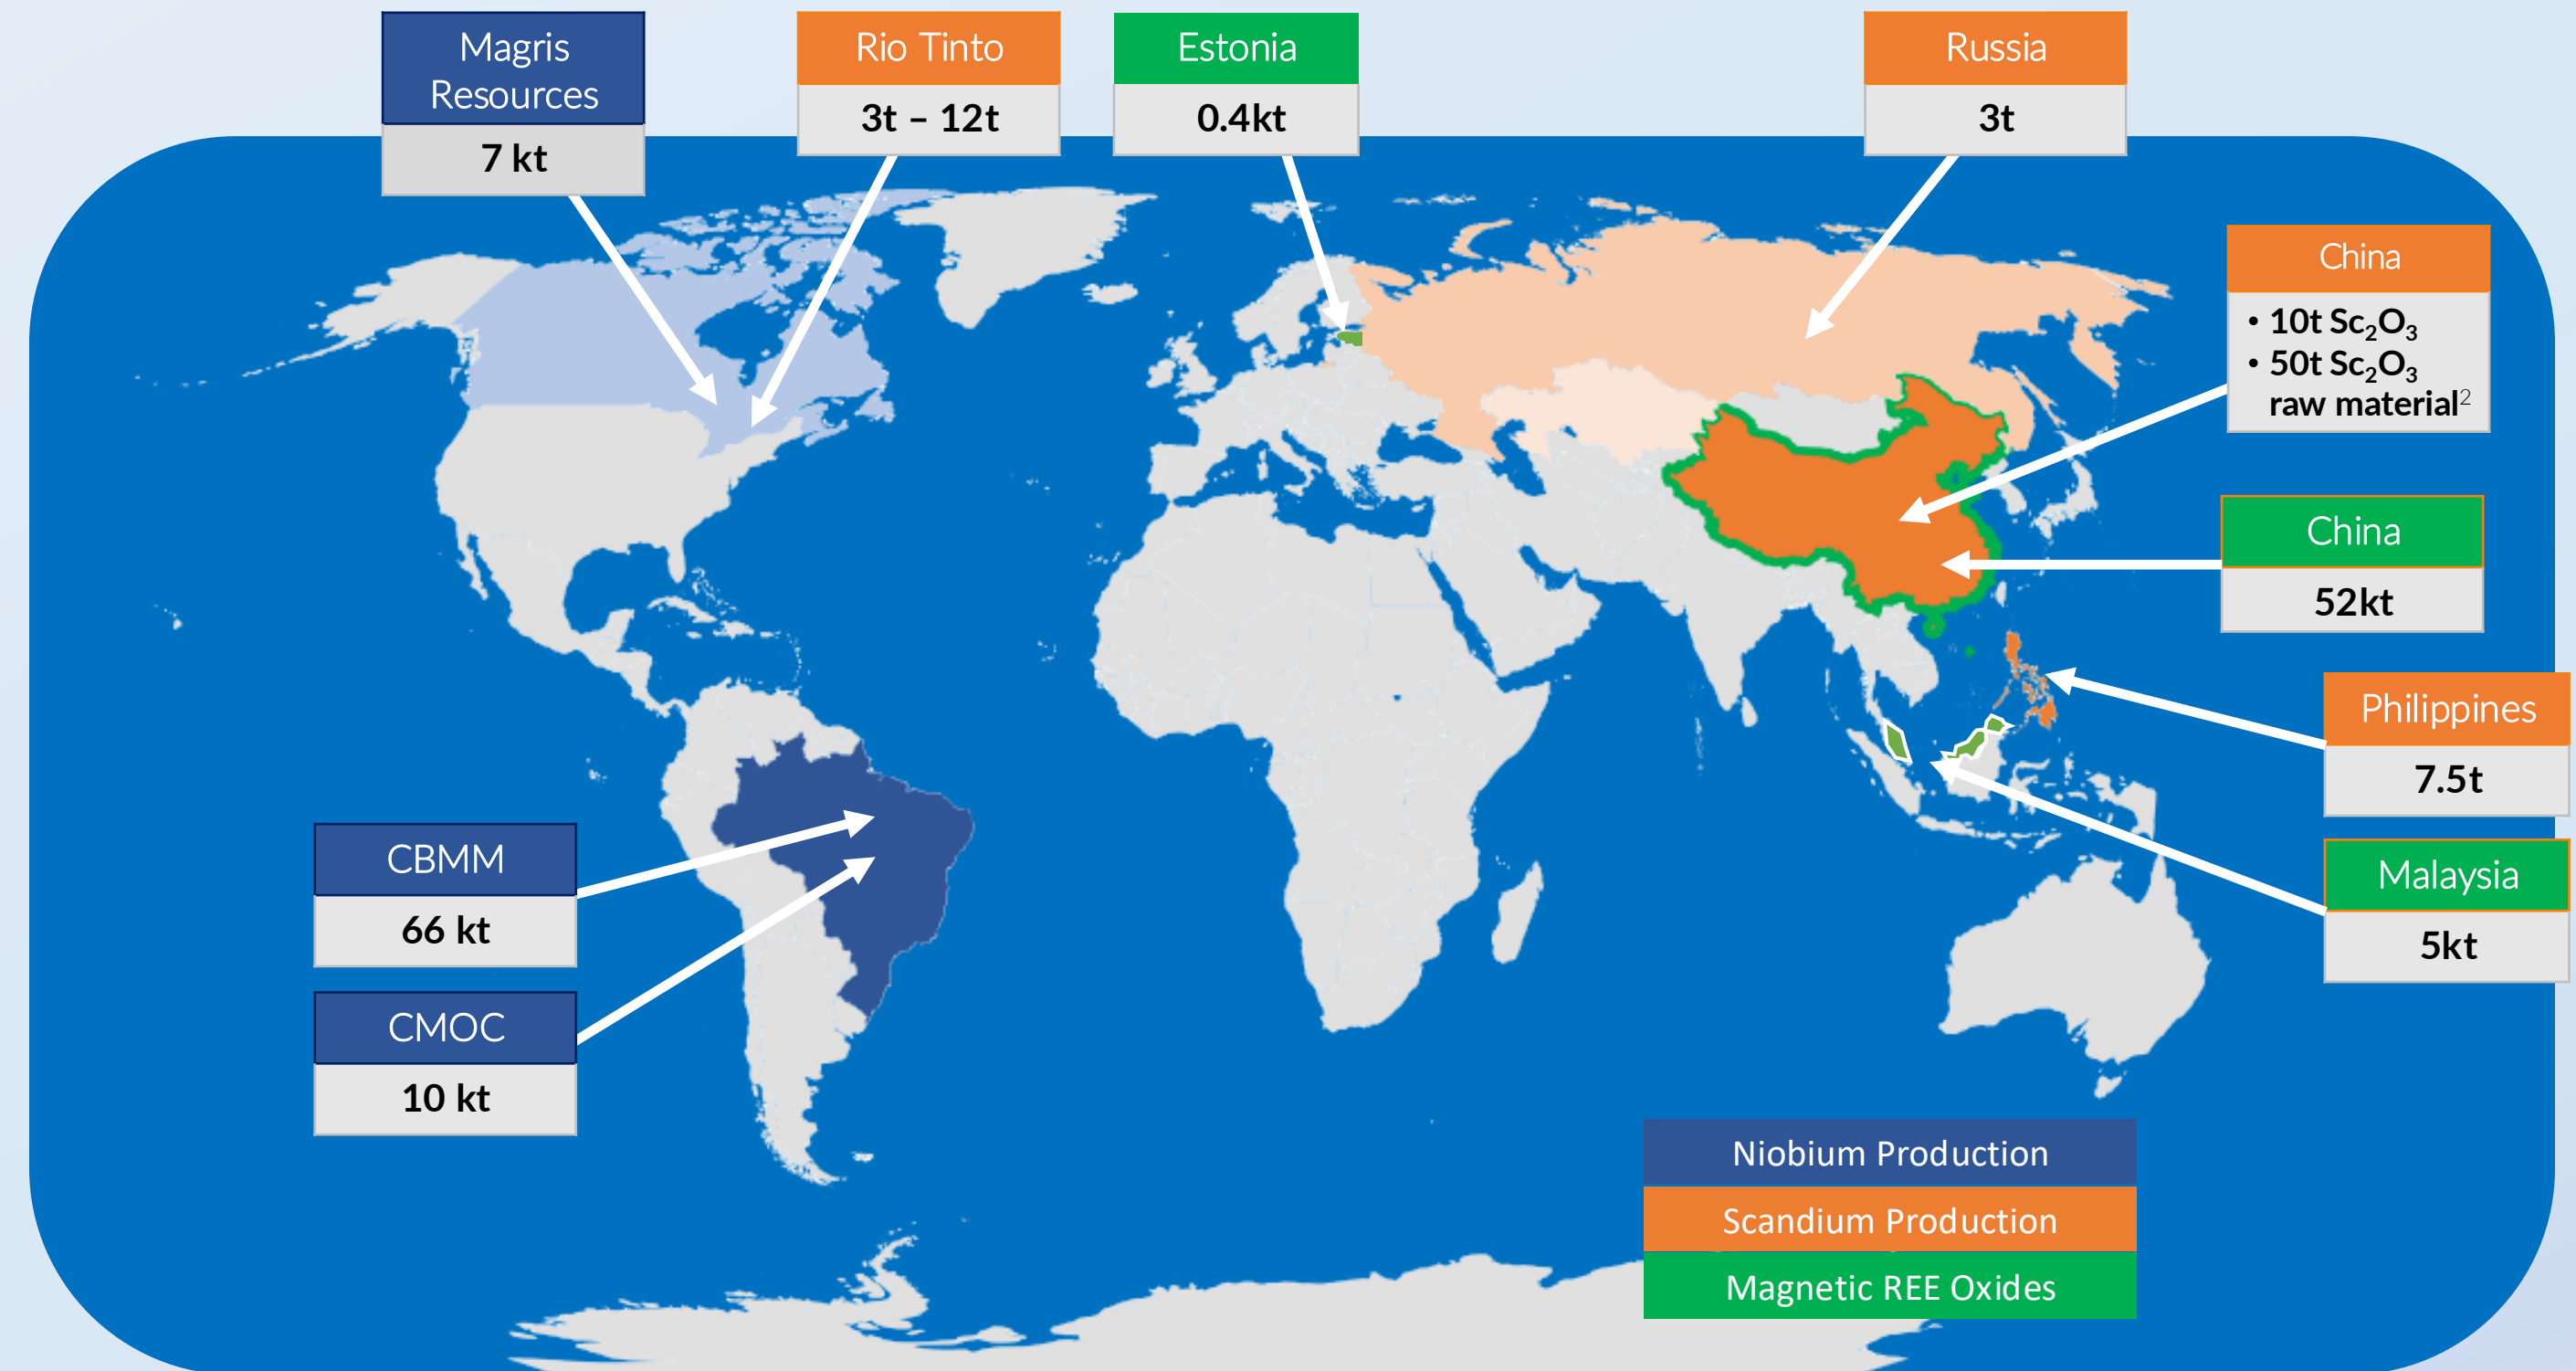 Magris
Resources
7 kt
Rio Tinto
3t – 12t
Estonia
0.4kt
Russia
3t
China
• 10t Sc₂O₃
• 50t Sc₂O₃
raw material²
China
52kt
Philippines
7.5t
Malaysia
5kt
CBMM
66 kt
CMOC
10 kt
Niobium Production
Scandium Production
Magnetic REE Oxides